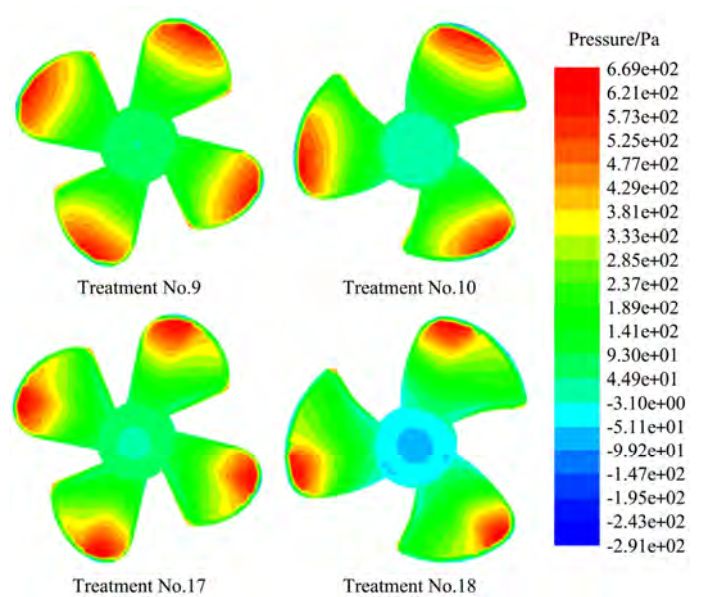 Pressure/Pa
6.69e+02
6.21e+02
5.73e+02
5.25e+02
4.77e+02
4.29e+02
3.81e+02
3.33e+02
2.85e+02
2.37e+02
1.89e+02
1.41e+02
9.30e+01
4.49e+01
-3.10e+00
-5.11e+01
-9.92e+01
-1.47e+02
-1.95e+02
-2.43e+02
-2.91e+02
Treatment No.9
Treatment No.10
Treatment No.17
Treatment No.18